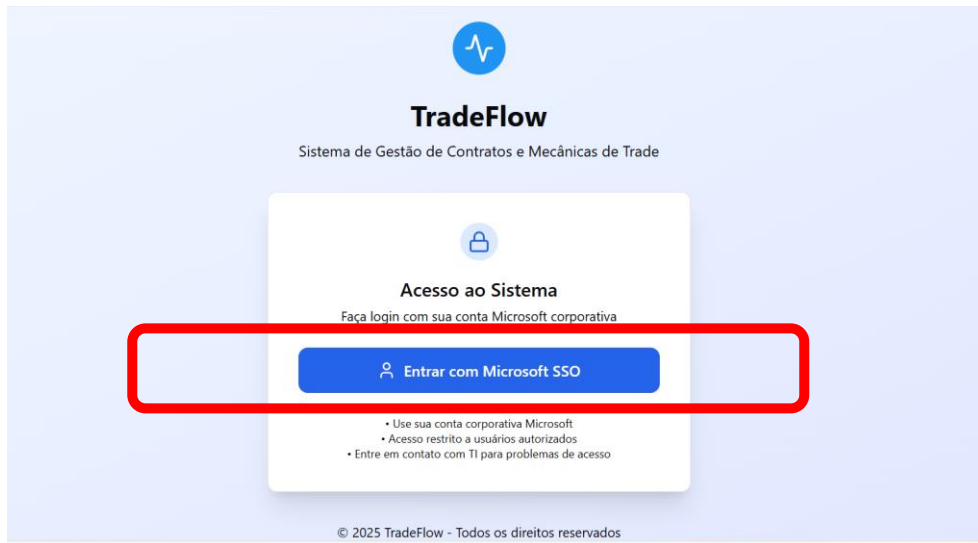 TradeFlow
Sistema de Gestão de Contratos e Mecânicas de Trade
Acesso ao Sistema
Faça login com sua conta Microsoft corporativa
Entrar com Microsoft SSO
• Use sua conta corporativa Microsoft
• Acesso restrito a usuários autorizados
• Entre em contato com TI para problemas de acesso
© 2025 TradeFlow - Todos os direitos reservados